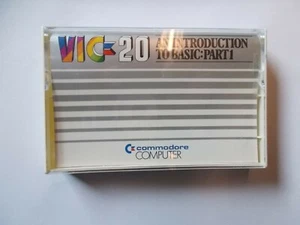 VIC 20 AN INTRODUCTION
TO BASIC: PART 1
commodore
COMPUTER